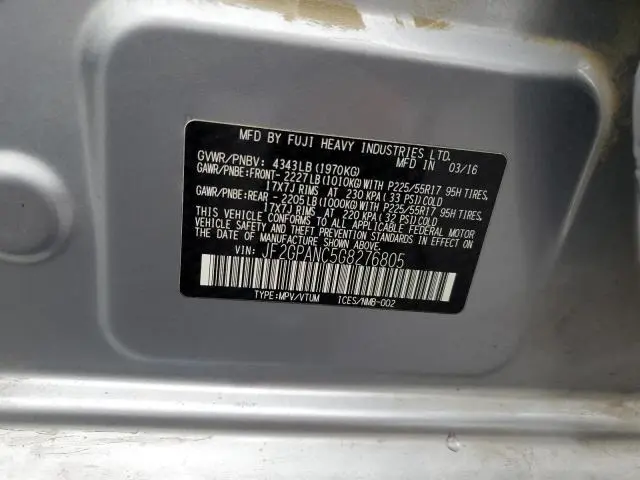 MFD BY FUJI HEAVY INDUSTRIES LTD.
MFD IN 03/16
GVWR/PNBV: 4343LB(1970KG)
GAWR/PNBE:FRONT-2227LB(1010KG)WITH P225/55R17 95H TIRES,
17X7J RIMS AT 230 KPA(33 PSI)COLD
GAWR/PNBE:REAR -2205LB(1000KG)WITH P225/55R17 95H TIRES,
17X7J RIMS AT 220 KPA(32 PSI)COLD
THIS VEHICLE CONFORMS TO ALL APPLICABLE FEDERAL MOTOR
VEHICLE SAFETY AND THEFT PREVENTION STANDARDS IN EFFECT
ON THE DATE OF MANUFACTURE SHOWN ABOVE.
VIN: JF2GPANC5G8276805
TYPE:MPV/VTUM ICES/NMB-002